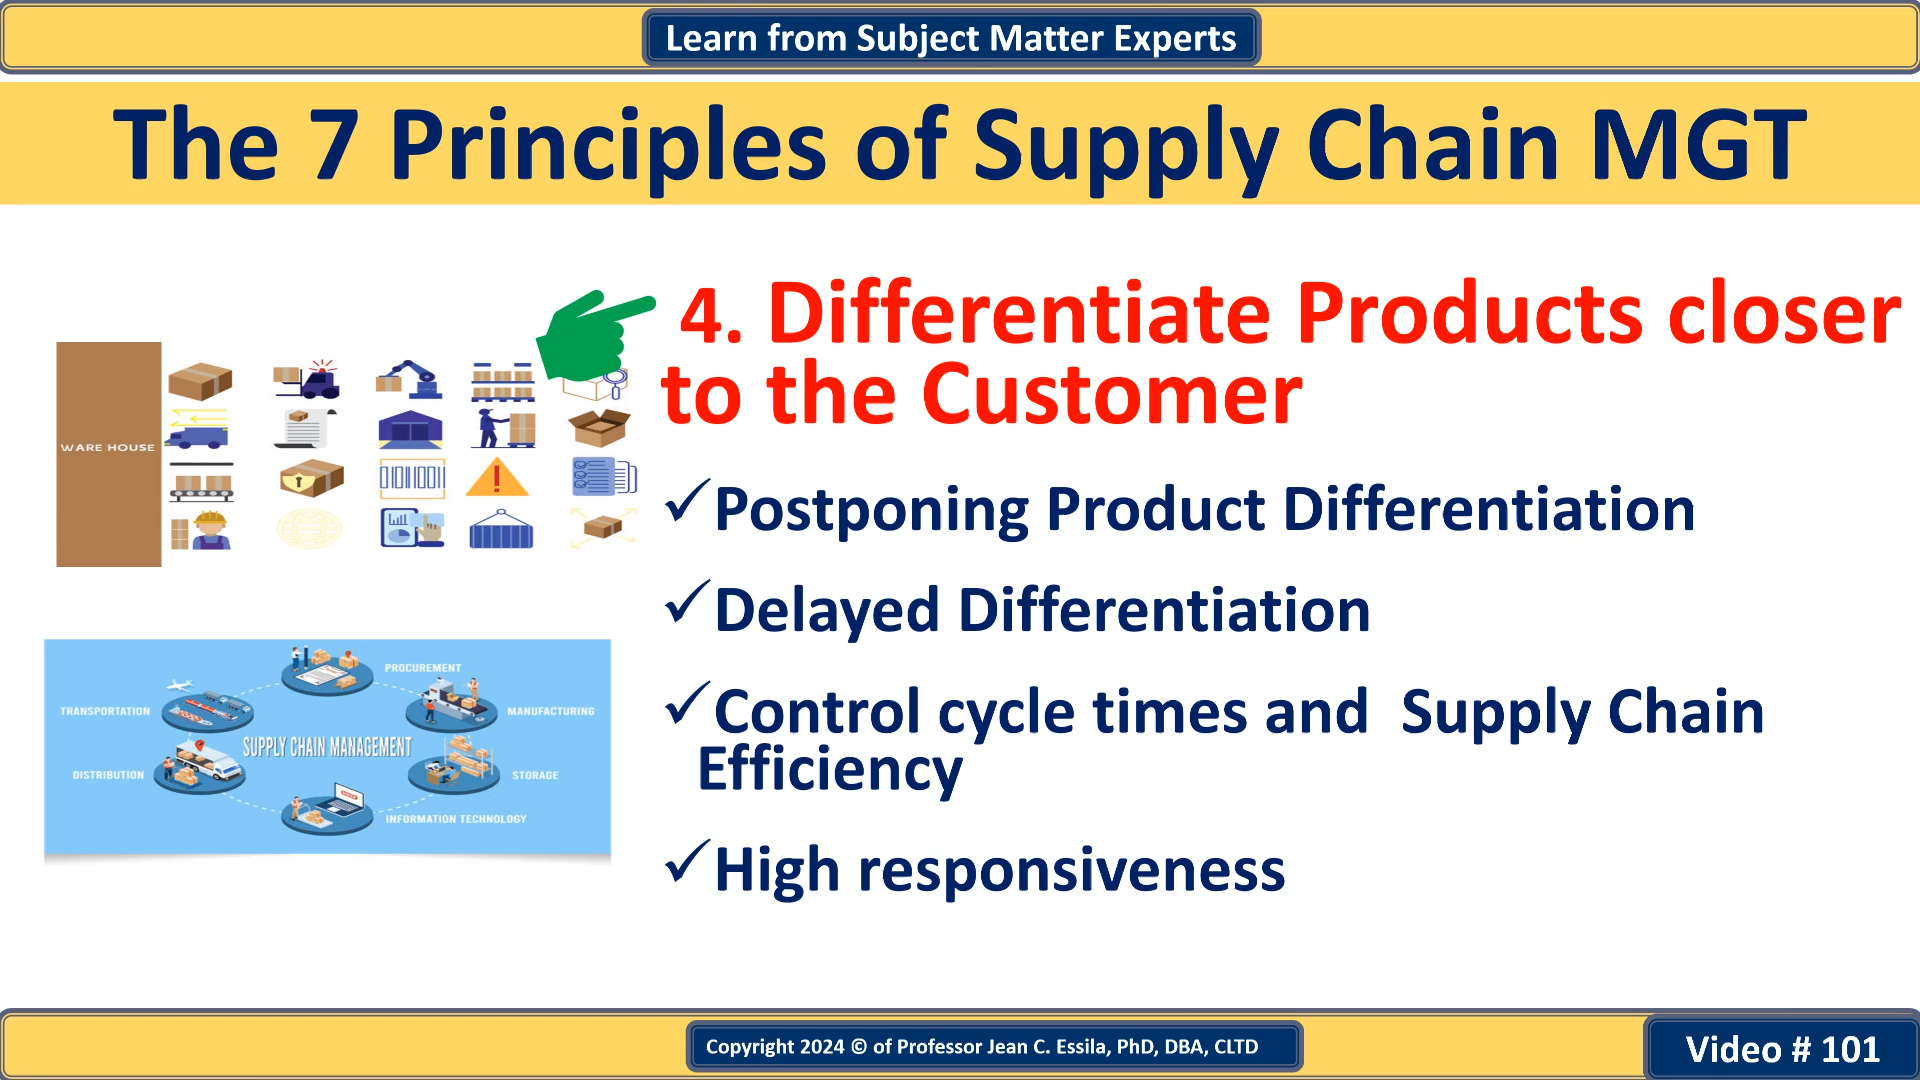 Learn from Subject Matter Experts
The 7 Principles of Supply Chain MGT
4. Differentiate Products closer
to the Customer
✓Postponing Product Differentiation
✓Delayed Differentiation
✓Control cycle times and Supply Chain
Efficiency
✓High responsiveness
WARE HOUSE
PROCUREMENT
TRANSPORTATION
MANUFACTURING
SUPPLY CHAIN MANAGEMENT
DISTRIBUTION
STORAGE
INFORMATION TECHNOLOGY
Copyright 2024 © of Professor Jean C. Essila, PhD, DBA, CLTD
Video # 101